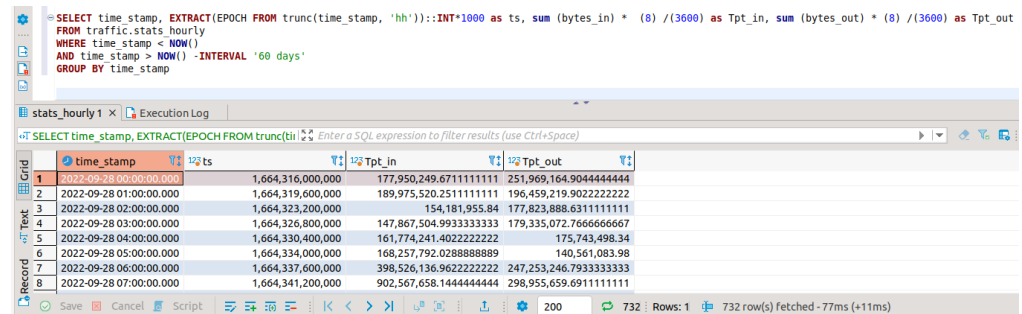 SELECT time_stamp, EXTRACT(EPOCH FROM trunc(time_stamp, 'hh'))::INT*1000 as ts, sum (bytes_in) *  (8) /(3600) as Tpt_in, sum (bytes_out) * (8) /(3600) as Tpt_out
FROM traffic.stats_hourly
WHERE time_stamp < NOW()
AND time_stamp > NOW() -INTERVAL '60 days'
GROUP BY time_stamp
stats_hourly 1 Execution Log
SELECT time_stamp, EXTRACT(EPOCH FROM trunc(ti Enter a SQL expression to filter results (use Ctrl+Space)
Grid
Text
Record
time_stamp 123 ts 123 Tpt_in 123 Tpt_out
1 2022-09-28 00:00:00.000 1,664,316,000,000 177,950,249.6711111111 251,969,164.9044444444
2 2022-09-28 01:00:00.000 1,664,319,600,000 189,975,520.2511111111 196,459,219.9022222222
3 2022-09-28 02:00:00.000 1,664,323,200,000 154,181,955.84 177,823,888.6311111111
4 2022-09-28 03:00:00.000 1,664,326,800,000 147,867,504.9933333333 179,335,072.7666666667
5 2022-09-28 04:00:00.000 1,664,330,400,000 161,774,241.4022222222 175,743,498.34
6 2022-09-28 05:00:00.000 1,664,334,000,000 168,257,792.0288888889 140,561,083.98
7 2022-09-28 06:00:00.000 1,664,337,600,000 398,526,136.9622222222 247,253,246.7933333333
8 2022-09-28 07:00:00.000 1,664,341,200,000 902,567,658.1444444444 298,955,659.6911111111
Save Cancel Script 200 732 Rows: 1 732 row(s) fetched - 77ms (+11ms)